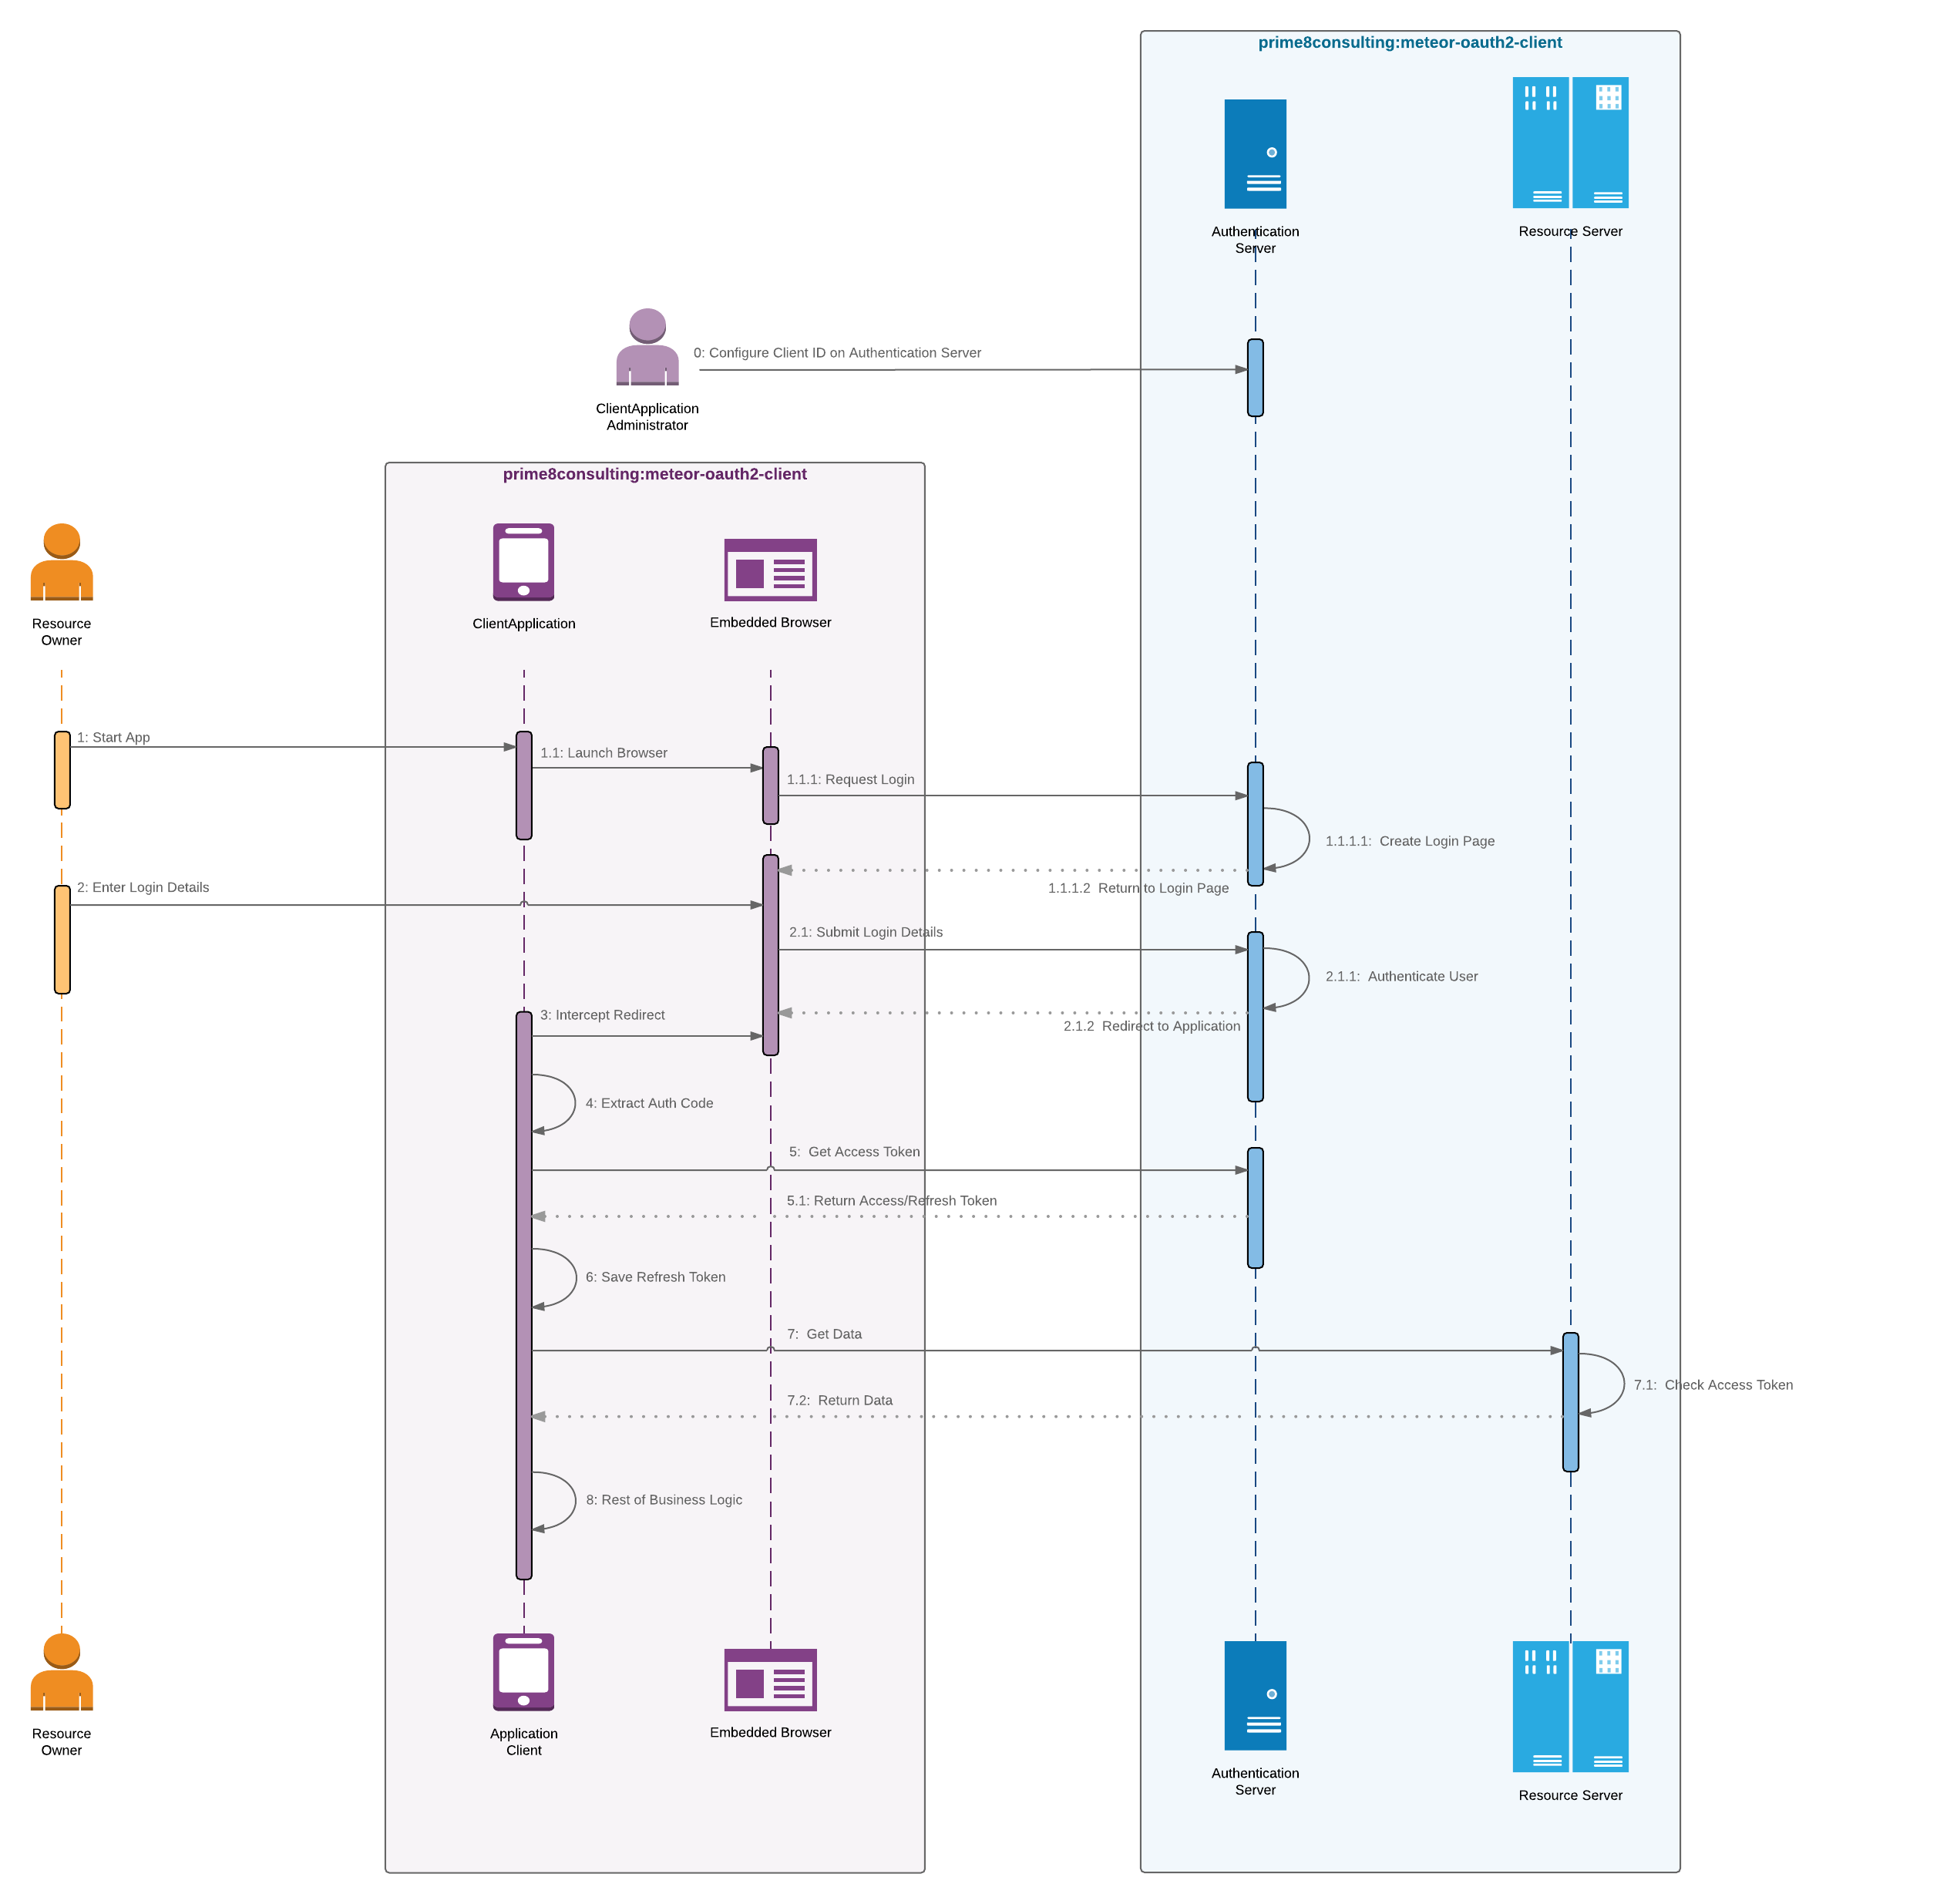 prime8consulting:meteor-oauth2-client
Authentication
Server
Resource Server
0: Configure Client ID on Authentication Server
ClientApplication
Administrator
prime8consulting:meteor-oauth2-client
Resource
Owner
ClientApplication
Embedded Browser
1: Start App
1.1: Launch Browser
1.1.1: Request Login
1.1.1.1:  Create Login Page
1.1.1.2  Return to Login Page
2: Enter Login Details
2.1: Submit Login Details
2.1.1:  Authenticate User
2.1.2  Redirect to Application
3: Intercept Redirect
4: Extract Auth Code
5:  Get Access Token
5.1: Return Access/Refresh Token
6: Save Refresh Token
7:  Get Data
7.1:  Check Access Token
7.2:  Return Data
8: Rest of Business Logic
Resource
Owner
Application
Client
Embedded Browser
Authentication
Server
Resource Server